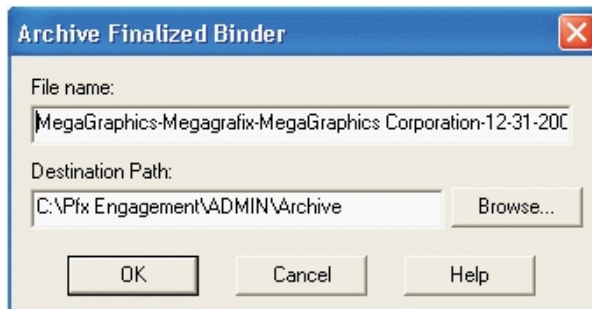 Archive Finalized Binder
File name:
MegaGraphics-Megagrafix-MegaGraphics Corporation-12-31-200
Destination Path:
C:\Pfx Engagement\ADMIN\Archive
Browse...
OK
Cancel
Help